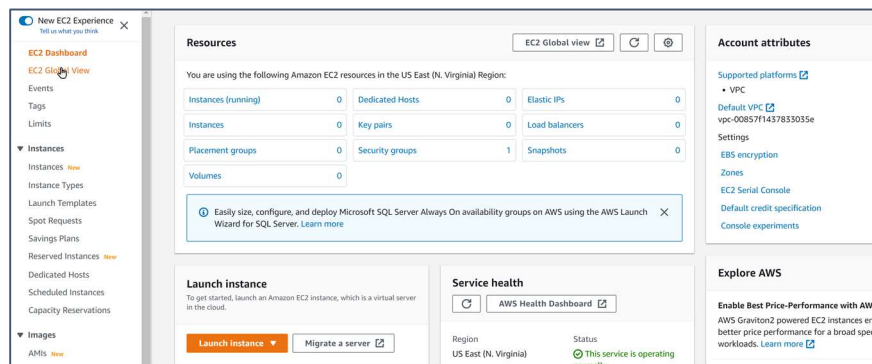 New EC2 Experience
Tell us what you think
EC2 Dashboard
EC2 Global View
Events
Tags
Limits
Instances
Instances New
Instance Types
Launch Templates
Spot Requests
Savings Plans
Reserved Instances New
Dedicated Hosts
Scheduled Instances
Capacity Reservations
Images
AMIs New
Resources
EC2 Global view
You are using the following Amazon EC2 resources in the US East (N. Virginia) Region:
Instances (running) 0 Dedicated Hosts 0 Elastic IPs 0
Instances 0 Key pairs 0 Load balancers 0
Placement groups 0 Security groups 1 Snapshots 0
Volumes 0
Easily size, configure, and deploy Microsoft SQL Server Always On availability groups on AWS using the AWS Launch
Wizard for SQL Server. Learn more
Launch instance
To get started, launch an Amazon EC2 instance, which is a virtual server
in the cloud.
Launch instance Migrate a server
Service health
AWS Health Dashboard
Region Status
US East (N. Virginia) This service is operating
Account attributes
Supported platforms
• VPC
Default VPC
vpc-00857f1437833035e
Settings
EBS encryption
Zones
EC2 Serial Console
Default credit specification
Console experiments
Explore AWS
Enable Best Price-Performance with AW
AWS Graviton2 powered EC2 instances en
better price performance for a broad spe
workloads. Learn more